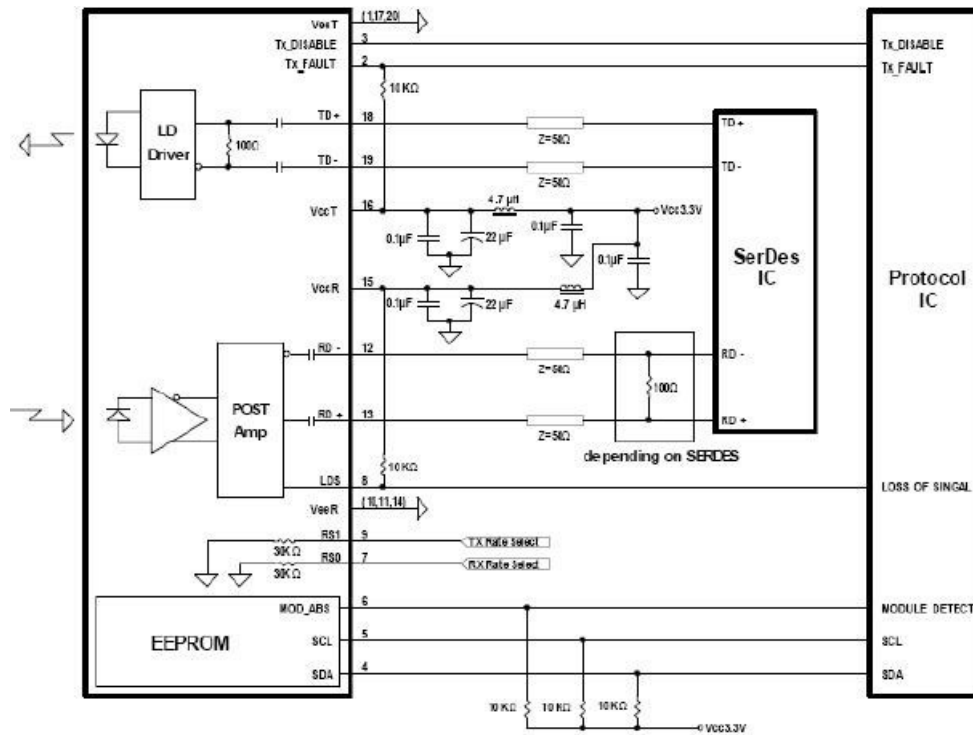 VeeT
(1,17,20)
Tx_DISABLE
3
Tx_DISABLE
Tx_FAULT
2
Tx_FAULT
10 KΩ
LD
Driver
100Ω
TD+
18
Z=50Ω
TD+
TD-
19
Z=50Ω
TD-
VccT
16
4.7 µH
Vcc3.3V
0.1µF
22 µF
0.1µF
0.1µF
SerDes
IC
Protocol
IC
VccR
15
0.1µF
22 µF
4.7 µH
RD -
12
Z=50Ω
RD -
POST
Amp
100Ω
RD +
13
Z=50Ω
RD+
depending on SERDES
10 KΩ
LOS
8
LOSS OF SINGAL
VeeR
(10,11,14)
RS1
9
TX Rate Select
30KΩ
RS0
7
RX Rate Select
30KΩ
EEPROM
MOD_ABS
6
MODULE DETECT
SCL
5
SCL
SDA
4
SDA
10 KΩ
10 KΩ
10 KΩ
Vcc3.3V